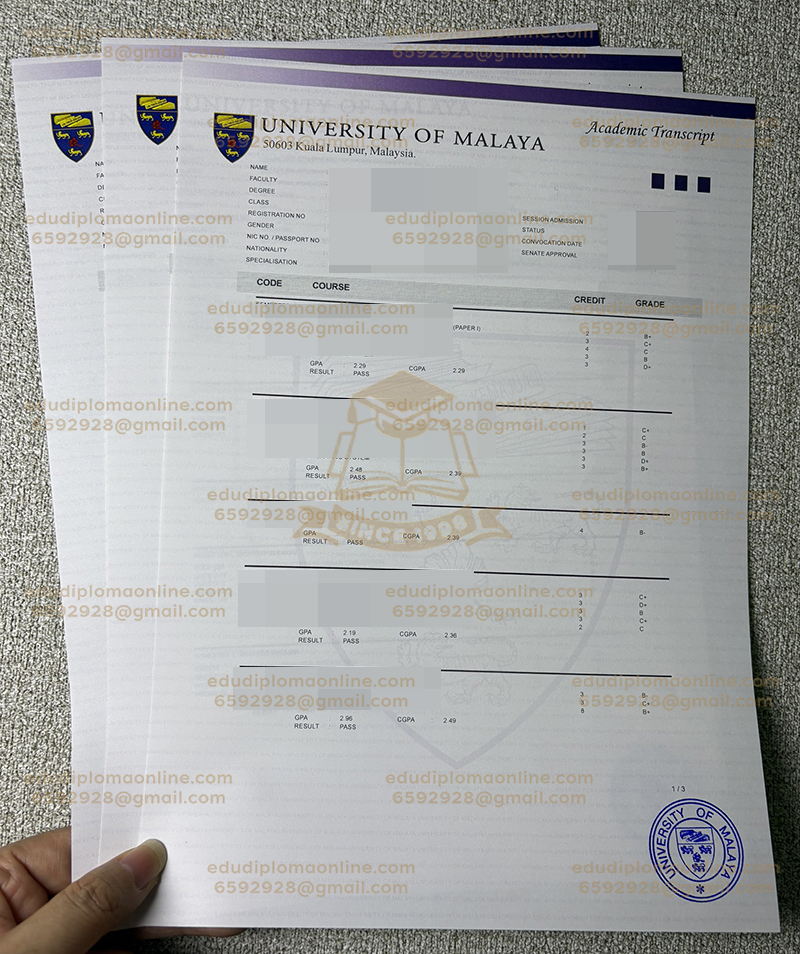 UNIVERSITY OF MALAYA
50603 Kuala Lumpur, Malaysia.
Academic Transcript
NAME
FACULTY
DEGREE
CLASS
REGISTRATION NO
GENDER
NIC NO. / PASSPORT NO
NATIONALITY
SPECIALISATION
SESSION ADMISSION
STATUS
CONVOCATION DATE
SENATE APPROVAL
CODE COURSE CREDIT GRADE
(PAPER I) 2 B+
3 C+
4 C
3 B
3 D+
GPA 2.29 CGPA 2.29
RESULT PASS
C+
2 C
3 B-
3 B
3 D+
3 B+
GPA 2.48 CGPA 2.39
RESULT PASS
4 B-
GPA CGPA 2.39
RESULT PASS
3 C+
3 D+
3 B
3 C+
2 C
GPA 2.19 CGPA 2.36
RESULT PASS
3 B-
C+
8 B+
GPA 2.96 CGPA 2.49
RESULT PASS
1 / 3
UNIVERSITY OF MALAYA
edudiplomaonline.com
6592928@gmail.com